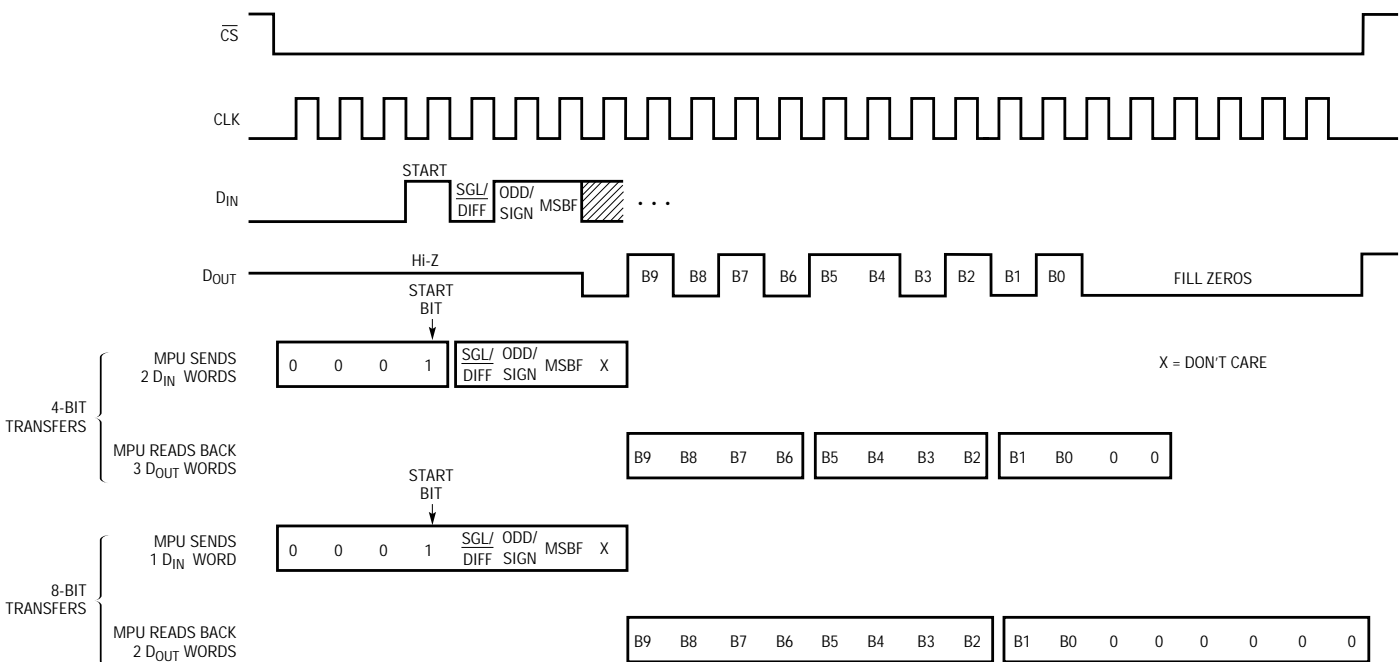 CS
CLK
START
DIN
SGL/
DIFF
ODD/
SIGN
MSBF
· · ·
DOUT
Hi-Z
B9 B8 B7 B6 B5 B4 B3 B2 B1 B0 FILL ZEROS
START
BIT
4-BIT
TRANSFERS
MPU SENDS
2 DIN WORDS
0 0 0 1 SGL/ ODD/ MSBF X
DIFF SIGN
X = DON'T CARE
MPU READS BACK
3 DOUT WORDS
B9 B8 B7 B6 B5 B4 B3 B2 B1 B0 0 0
START
BIT
8-BIT
TRANSFERS
MPU SENDS
1 DIN WORD
0 0 0 1 SGL/ ODD/ MSBF X
DIFF SIGN
MPU READS BACK
2 DOUT WORDS
B9 B8 B7 B6 B5 B4 B3 B2 B1 B0 0 0 0 0 0 0